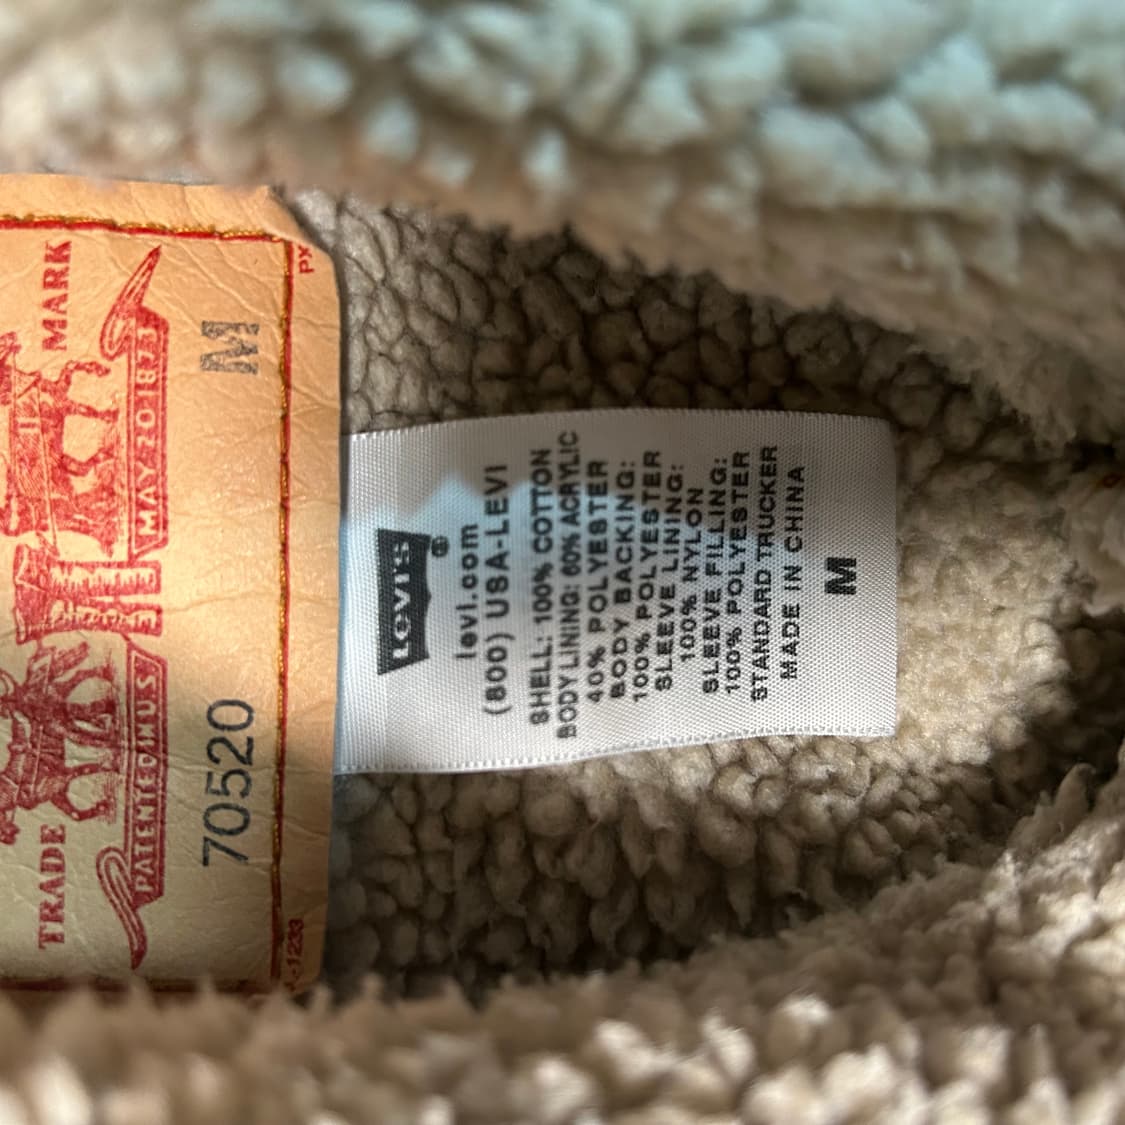 TRADE MARK
PATENTED IN U.S. MAY 20 1873
70520 M
Levi's®
levi.com
(800) USA-LEVI
SHELL: 100% COTTON
BODY LINING: 60% ACRYLIC
40% POLYESTER
BODY BACKING:
100% POLYESTER
SLEEVE LINING:
100% NYLON
SLEEVE FILLING:
100% POLYESTER
STANDARD TRUCKER
MADE IN CHINA
M